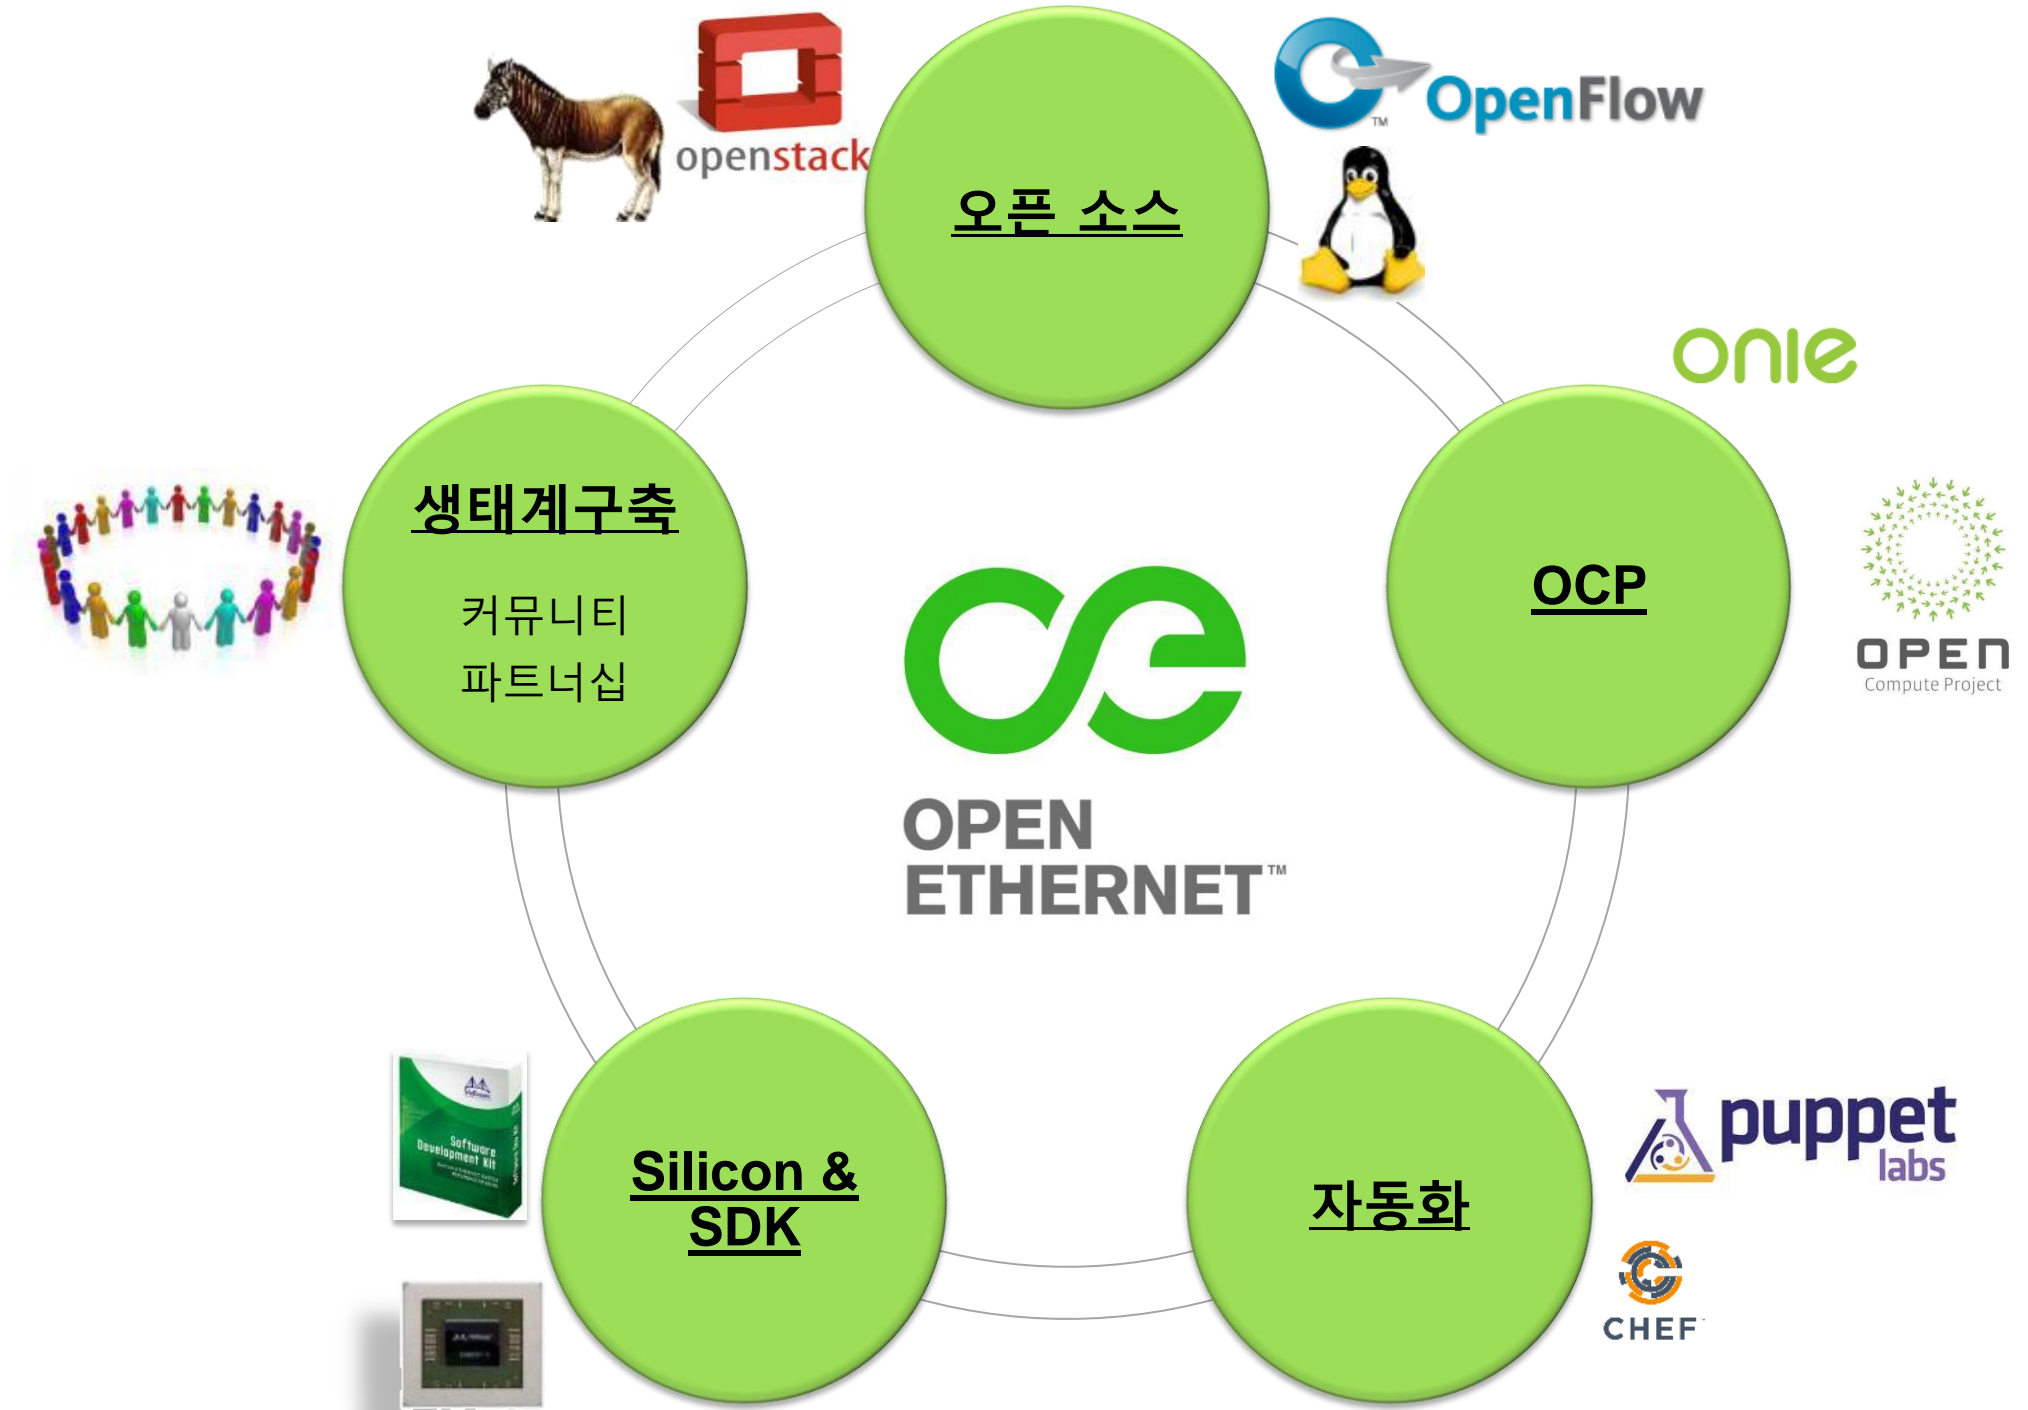 openstack
OpenFlow
TM
오픈 소스
onie
생태계구축
커뮤니티
파트너십
OCP
OPEN
Compute Project
OPEN
ETHERNET™
Software
Development Kit
Silicon &
SDK
자동화
puppet
labs
CHEF